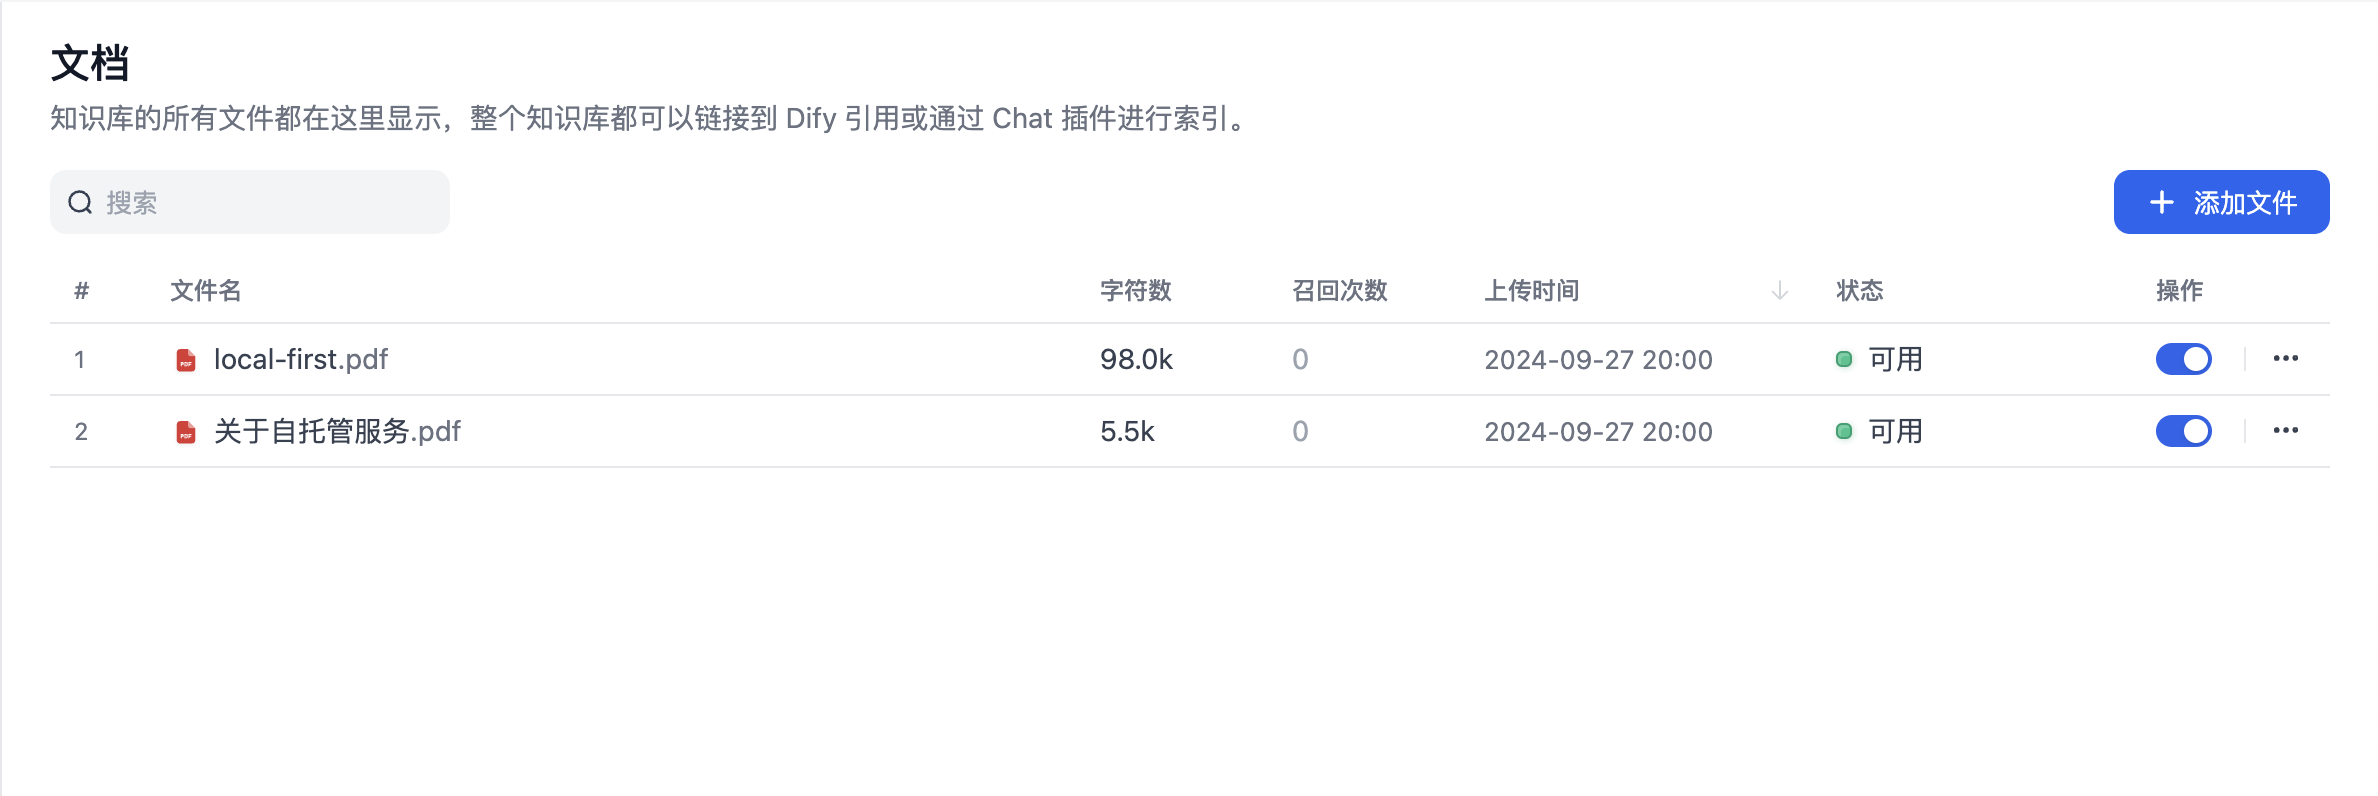 文档
知识库的所有文件都在这里显示，整个知识库都可以链接到 Dify 引用或通过 Chat 插件进行索引。
搜索
+ 添加文件
# 文件名 字符数 召回次数 上传时间 ↓ 状态 操作
1 PDF local-first.pdf 98.0k 0 2024-09-27 20:00 可用 •••
2 PDF 关于自托管服务.pdf 5.5k 0 2024-09-27 20:00 可用 •••